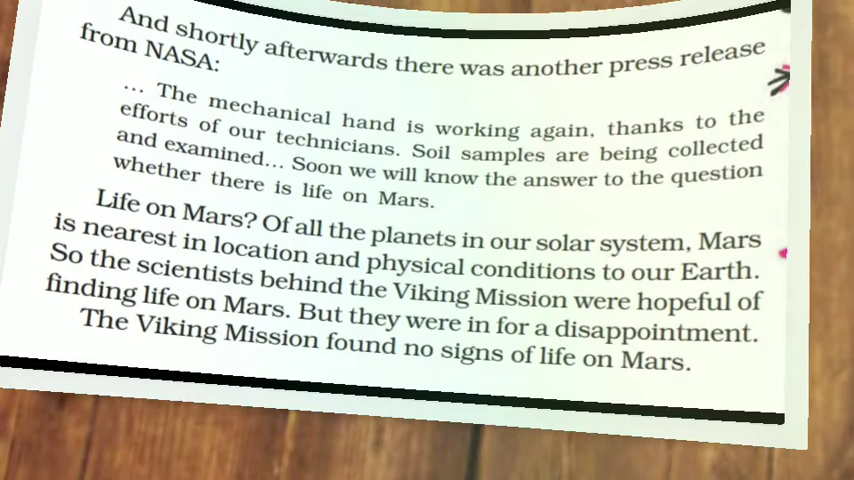 And shortly afterwards there was another press release
from NASA:
… The mechanical hand is working again, thanks to the
efforts of our technicians. Soil samples are being collected
and examined… Soon we will know the answer to the question
whether there is life on Mars.
Life on Mars? Of all the planets in our solar system, Mars
is nearest in location and physical conditions to our Earth.
So the scientists behind the Viking Mission were hopeful of
finding life on Mars. But they were in for a disappointment.
The Viking Mission found no signs of life on Mars.